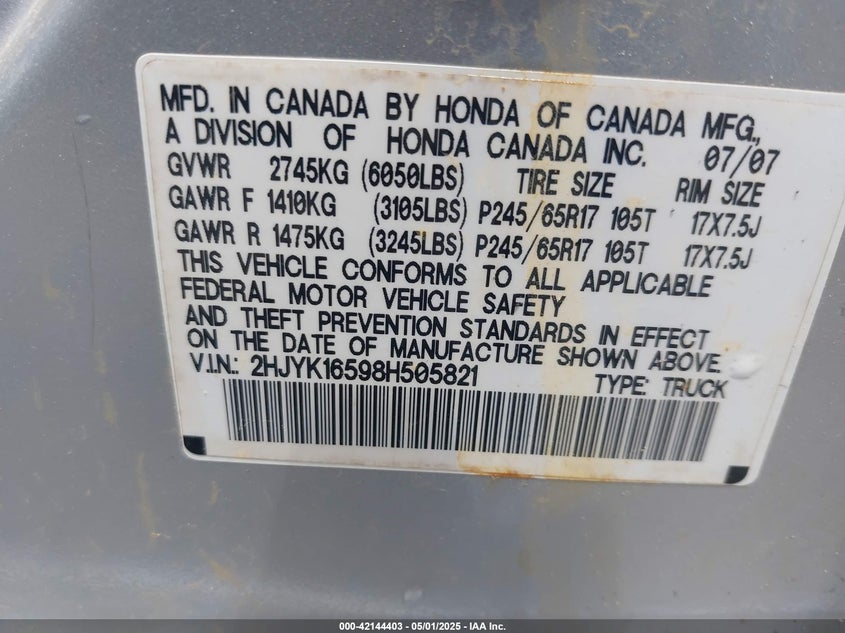 MFD. IN CANADA BY HONDA OF CANADA MFG.,
A DIVISION OF HONDA CANADA INC. 07/07
GVWR 2745KG (6050LBS) TIRE SIZE RIM SIZE
GAWR F 1410KG (3105LBS) P245/65R17 105T 17X7.5J
GAWR R 1475KG (3245LBS) P245/65R17 105T 17X7.5J
THIS VEHICLE CONFORMS TO ALL APPLICABLE
FEDERAL MOTOR VEHICLE SAFETY
AND THEFT PREVENTION STANDARDS IN EFFECT
ON THE DATE OF MANUFACTURE SHOWN ABOVE.
V.I.N.: 2HJYK16598H505821 TYPE: TRUCK
000-42144403 — 05/01/2025 — IAA Inc.